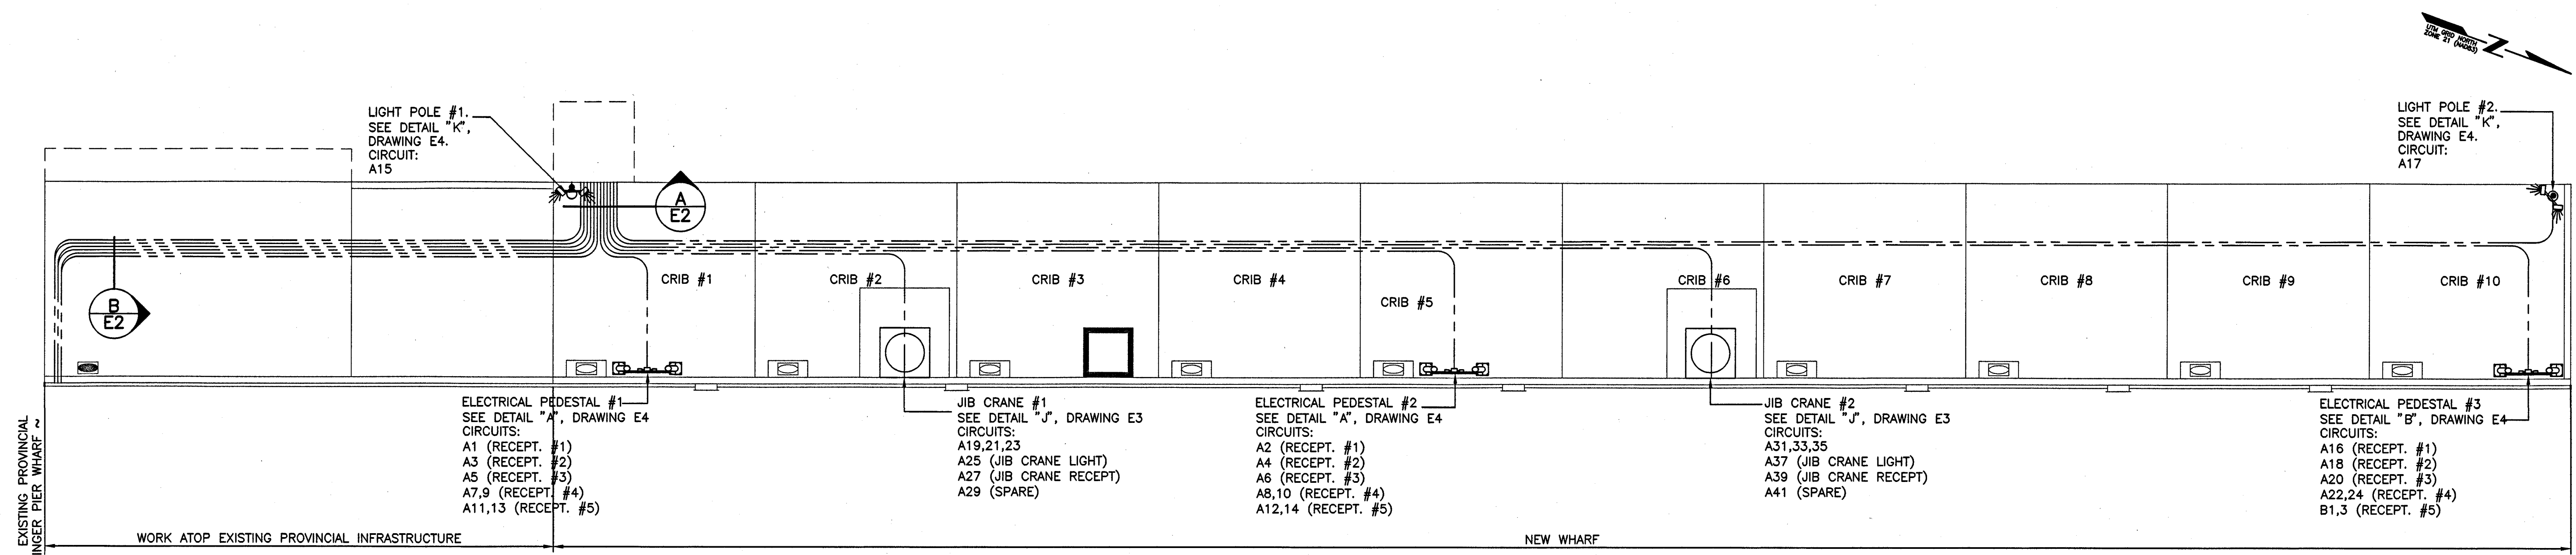 UTM GRID NORTH
ZONE 21 (NAD83)
LIGHT POLE #1.
SEE DETAIL "K",
DRAWING E4.
CIRCUIT:
A15
LIGHT POLE #2.
SEE DETAIL "K",
DRAWING E4.
CIRCUIT:
A17
A
E2
B
E2
CRIB #1
CRIB #2
CRIB #3
CRIB #4
CRIB #5
CRIB #6
CRIB #7
CRIB #8
CRIB #9
CRIB #10
ELECTRICAL PEDESTAL #1
SEE DETAIL "A", DRAWING E4
CIRCUITS:
A1 (RECEPT. #1)
A3 (RECEPT. #2)
A5 (RECEPT. #3)
A7,9 (RECEPT. #4)
A11,13 (RECEPT. #5)
JIB CRANE #1
SEE DETAIL "J", DRAWING E3
CIRCUITS:
A19,21,23
A25 (JIB CRANE LIGHT)
A27 (JIB CRANE RECEPT)
A29 (SPARE)
ELECTRICAL PEDESTAL #2
SEE DETAIL "A", DRAWING E4
CIRCUITS:
A2 (RECEPT. #1)
A4 (RECEPT. #2)
A6 (RECEPT. #3)
A8,10 (RECEPT. #4)
A12,14 (RECEPT. #5)
JIB CRANE #2
SEE DETAIL "J", DRAWING E3
CIRCUITS:
A31,33,35
A37 (JIB CRANE LIGHT)
A39 (JIB CRANE RECEPT)
A41 (SPARE)
ELECTRICAL PEDESTAL #3
SEE DETAIL "B", DRAWING E4
CIRCUITS:
A16 (RECEPT. #1)
A18 (RECEPT. #2)
A20 (RECEPT. #3)
A22,24 (RECEPT. #4)
B1,3 (RECEPT. #5)
EXISTING PROVINCIAL
INGER PIER WHARF ~
WORK ATOP EXISTING PROVINCIAL INFRASTRUCTURE
NEW WHARF